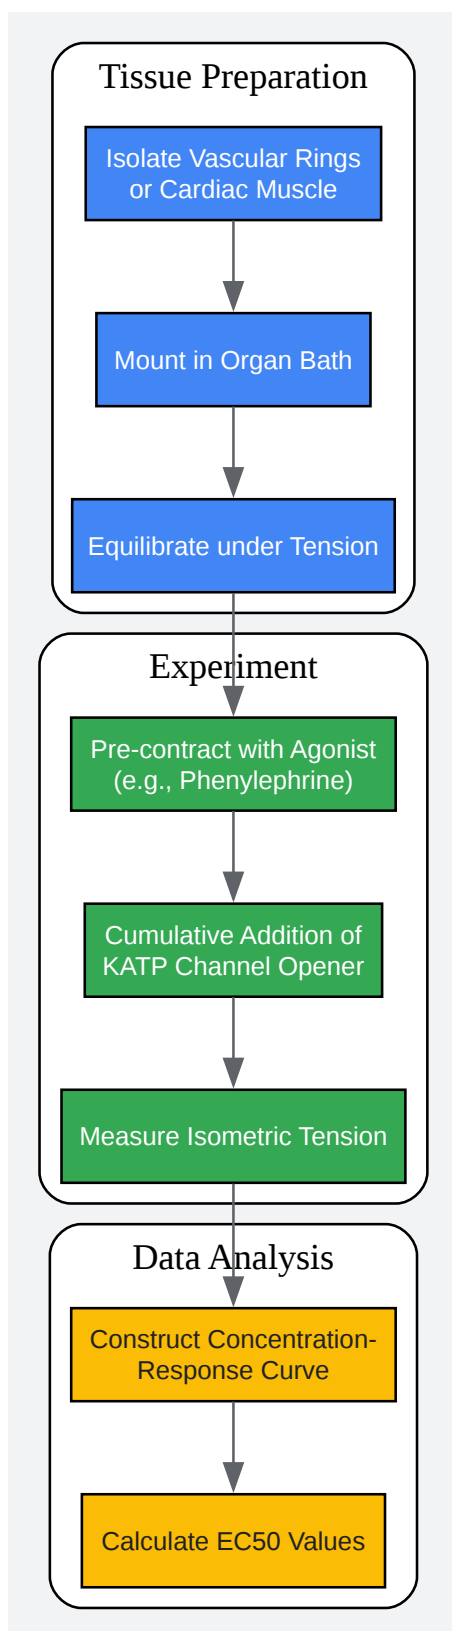 Tissue Preparation
Isolate Vascular Rings
or Cardiac Muscle
Mount in Organ Bath
Equilibrate under Tension
Experiment
Pre-contract with Agonist
(e.g., Phenylephrine)
Cumulative Addition of
KATP Channel Opener
Measure Isometric Tension
Data Analysis
Construct Concentration-
Response Curve
Calculate EC50 Values